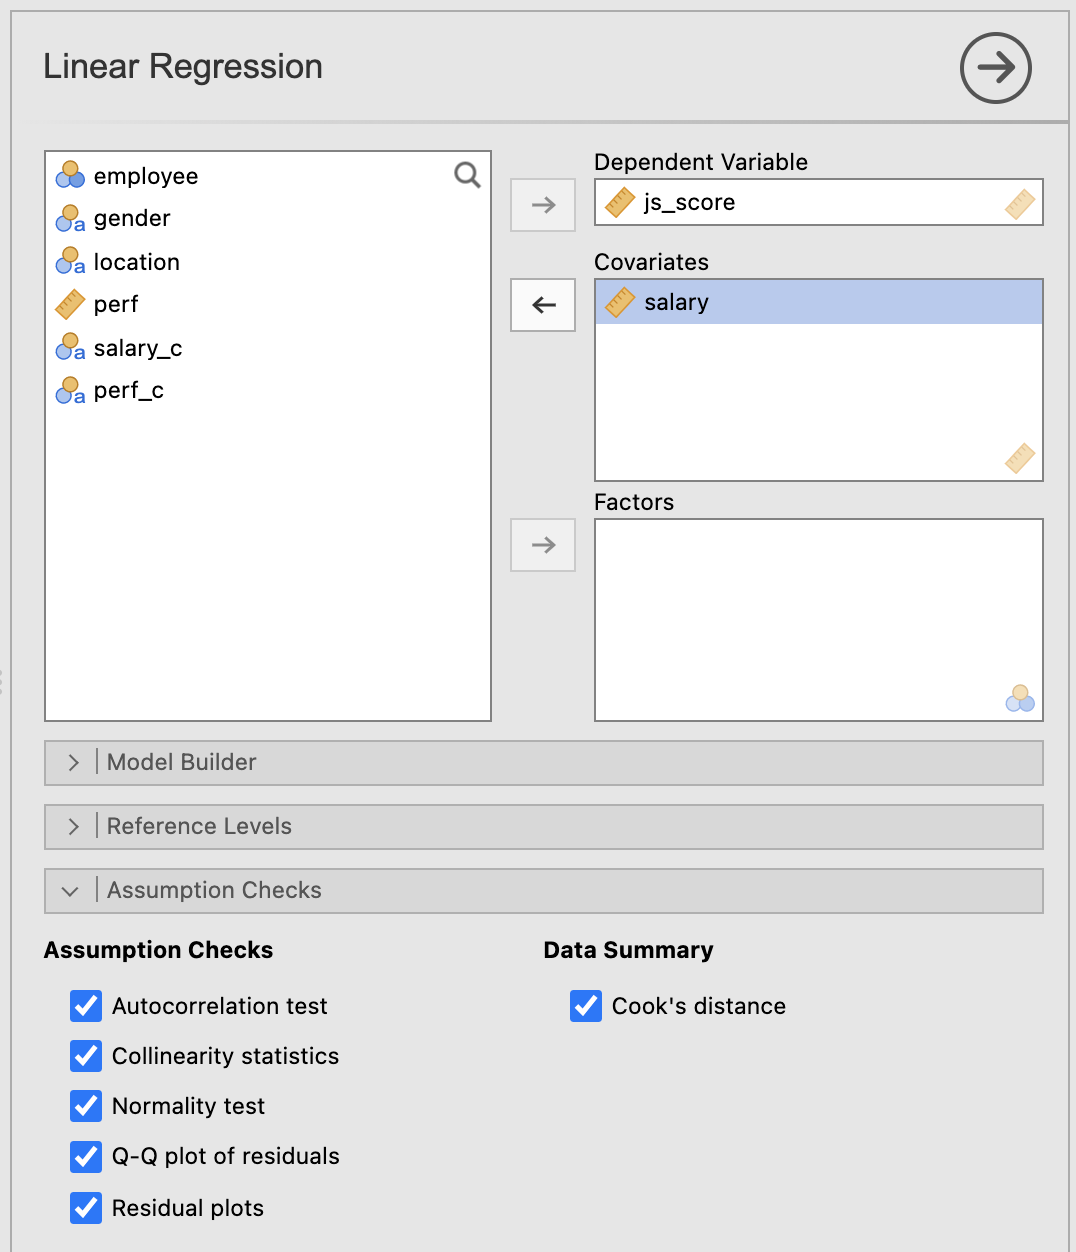 Linear Regression
employee
gender
location
perf
salary_c
perf_c
Dependent Variable
js_score
Covariates
salary
Factors
Model Builder
Reference Levels
Assumption Checks
Assumption Checks
Autocorrelation test
Collinearity statistics
Normality test
Q-Q plot of residuals
Residual plots
Data Summary
Cook's distance